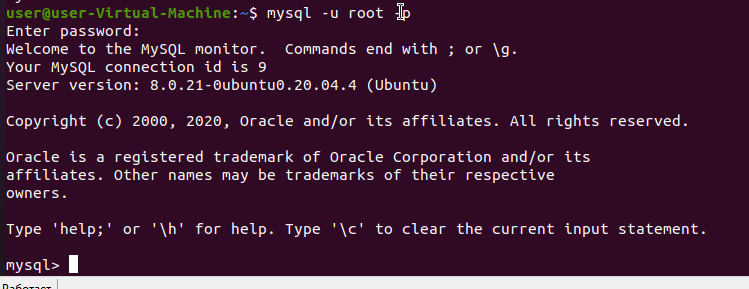 user@user-Virtual-Machine:~$ mysql -u root -p
Enter password:
Welcome to the MySQL monitor.  Commands end with ; or \g.
Your MySQL connection id is 9
Server version: 8.0.21-0ubuntu0.20.04.4 (Ubuntu)
Copyright (c) 2000, 2020, Oracle and/or its affiliates. All rights reserved.
Oracle is a registered trademark of Oracle Corporation and/or its
affiliates. Other names may be trademarks of their respective
owners.
Type 'help;' or '\h' for help. Type '\c' to clear the current input statement.
mysql>
Работает